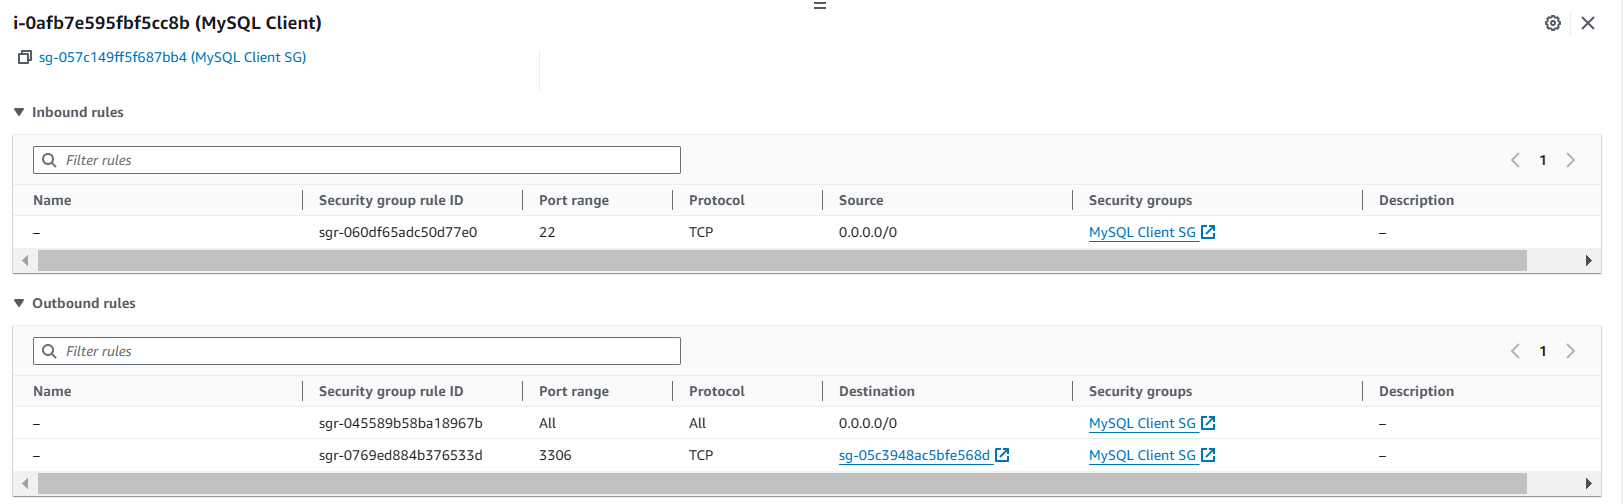 i-0afb7e595fbf5cc8b (MySQL Client)
sg-057c149ff5f687bb4 (MySQL Client SG)
Inbound rules
Filter rules
1
Name Security group rule ID Port range Protocol Source Security groups Description
– sgr-060df65adc50d77e0 22 TCP 0.0.0.0/0 MySQL Client SG –
Outbound rules
Filter rules
1
Name Security group rule ID Port range Protocol Destination Security groups Description
– sgr-045589b58ba18967b All All 0.0.0.0/0 MySQL Client SG –
– sgr-0769ed884b376533d 3306 TCP sg-05c3948ac5bfe568d MySQL Client SG –